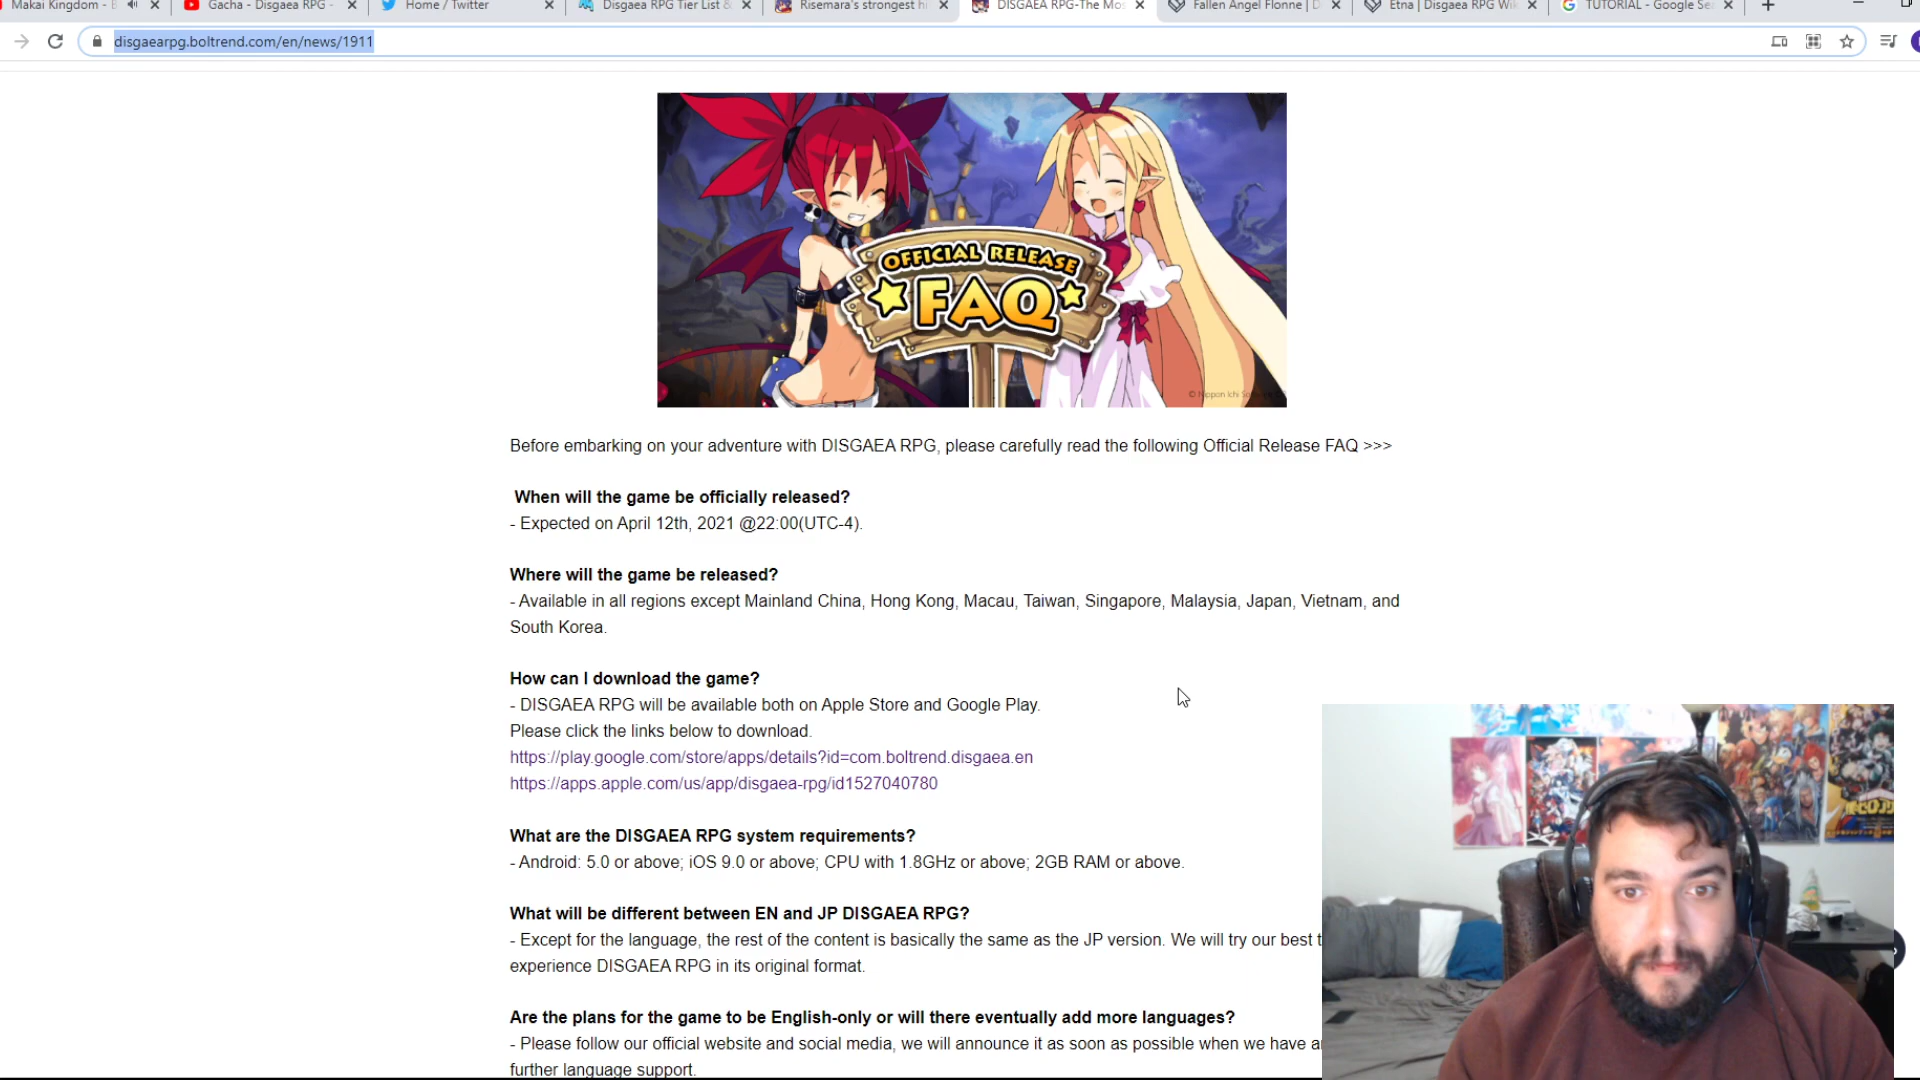 Makai Kingdom -
Gacha - Disgaea RPG -
Home / Twitter
Disgaea RPG Tier List &
Risemara's strongest
DISGAEA RPG-The Mos
Fallen Angel Flonne |
Etna | Disgaea RPG Wik
TUTORIAL - Google Se
disgaearpg.boltrend.com/en/news/1911
OFFICIAL RELEASE
FAQ
© Nippon Ichi
Before embarking on your adventure with DISGAEA RPG, please carefully read the following Official Release FAQ >>>
When will the game be officially released?
- Expected on April 12th, 2021 @22:00(UTC-4).
Where will the game be released?
- Available in all regions except Mainland China, Hong Kong, Macau, Taiwan, Singapore, Malaysia, Japan, Vietnam, and
South Korea.
How can I download the game?
- DISGAEA RPG will be available both on Apple Store and Google Play.
Please click the links below to download.
https://play.google.com/store/apps/details?id=com.boltrend.disgaea.en
https://apps.apple.com/us/app/disgaea-rpg/id1527040780
What are the DISGAEA RPG system requirements?
- Android: 5.0 or above; iOS 9.0 or above; CPU with 1.8GHz or above; 2GB RAM or above.
What will be different between EN and JP DISGAEA RPG?
- Except for the language, the rest of the content is basically the same as the JP version. We will try our best
experience DISGAEA RPG in its original format.
Are the plans for the game to be English-only or will there eventually add more languages?
- Please follow our official website and social media, we will announce it as soon as possible when we have
further language support.